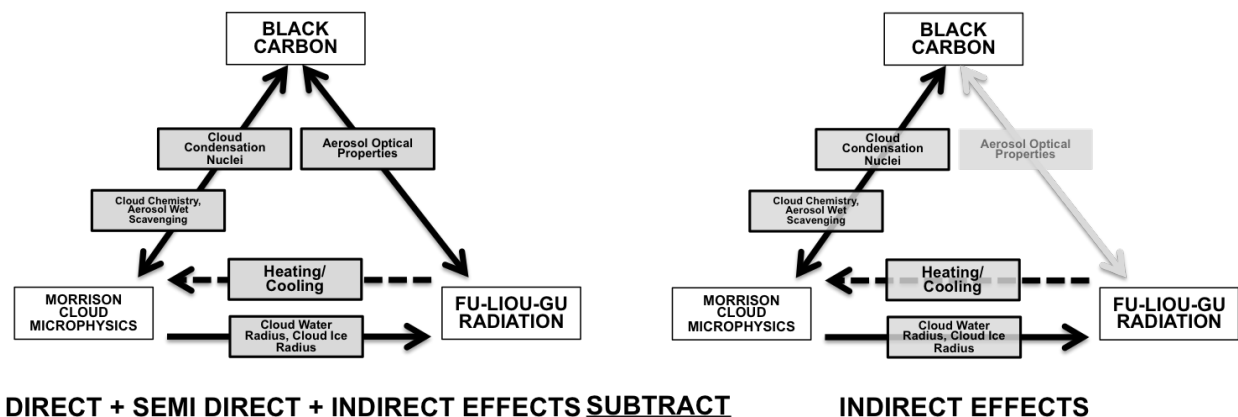 BLACK
CARBON
Cloud
Condensation
Nuclei
Aerosol Optical
Properties
Cloud Chemistry,
Aerosol Wet
Scavenging
Heating/
Cooling
MORRISON
CLOUD
MICROPHYSICS
FU-LIOU-GU
RADIATION
Cloud Water
Radius, Cloud Ice
Radius
BLACK
CARBON
Cloud
Condensation
Nuclei
Aerosol Optical
Properties
Cloud Chemistry,
Aerosol Wet
Scavenging
Heating/
Cooling
MORRISON
CLOUD
MICROPHYSICS
FU-LIOU-GU
RADIATION
Cloud Water
Radius, Cloud Ice
Radius
DIRECT + SEMI DIRECT + INDIRECT EFFECTS SUBTRACT INDIRECT EFFECTS